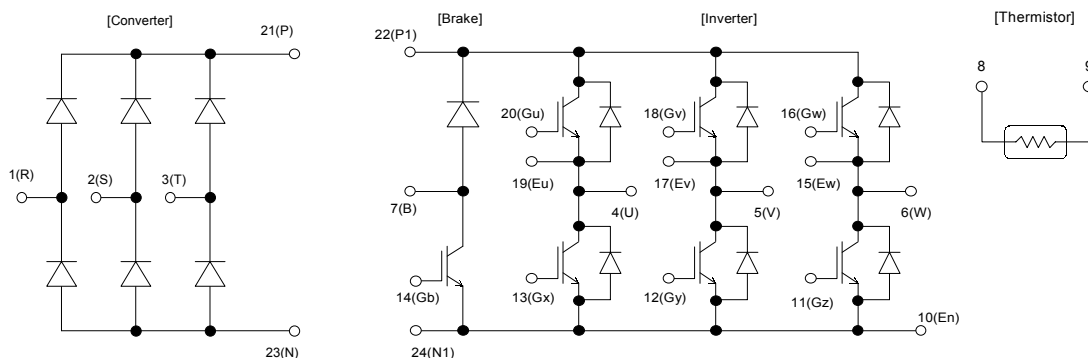 [Converter]
[Brake]
[Inverter]
[Thermistor]
21(P)
22(P1)
8
9
20(Gu)
18(Gv)
16(Gw)
1(R)
2(S)
3(T)
19(Eu)
17(Ev)
15(Ew)
7(B)
4(U)
5(V)
6(W)
14(Gb)
13(Gx)
12(Gy)
11(Gz)
10(En)
23(N)
24(N1)